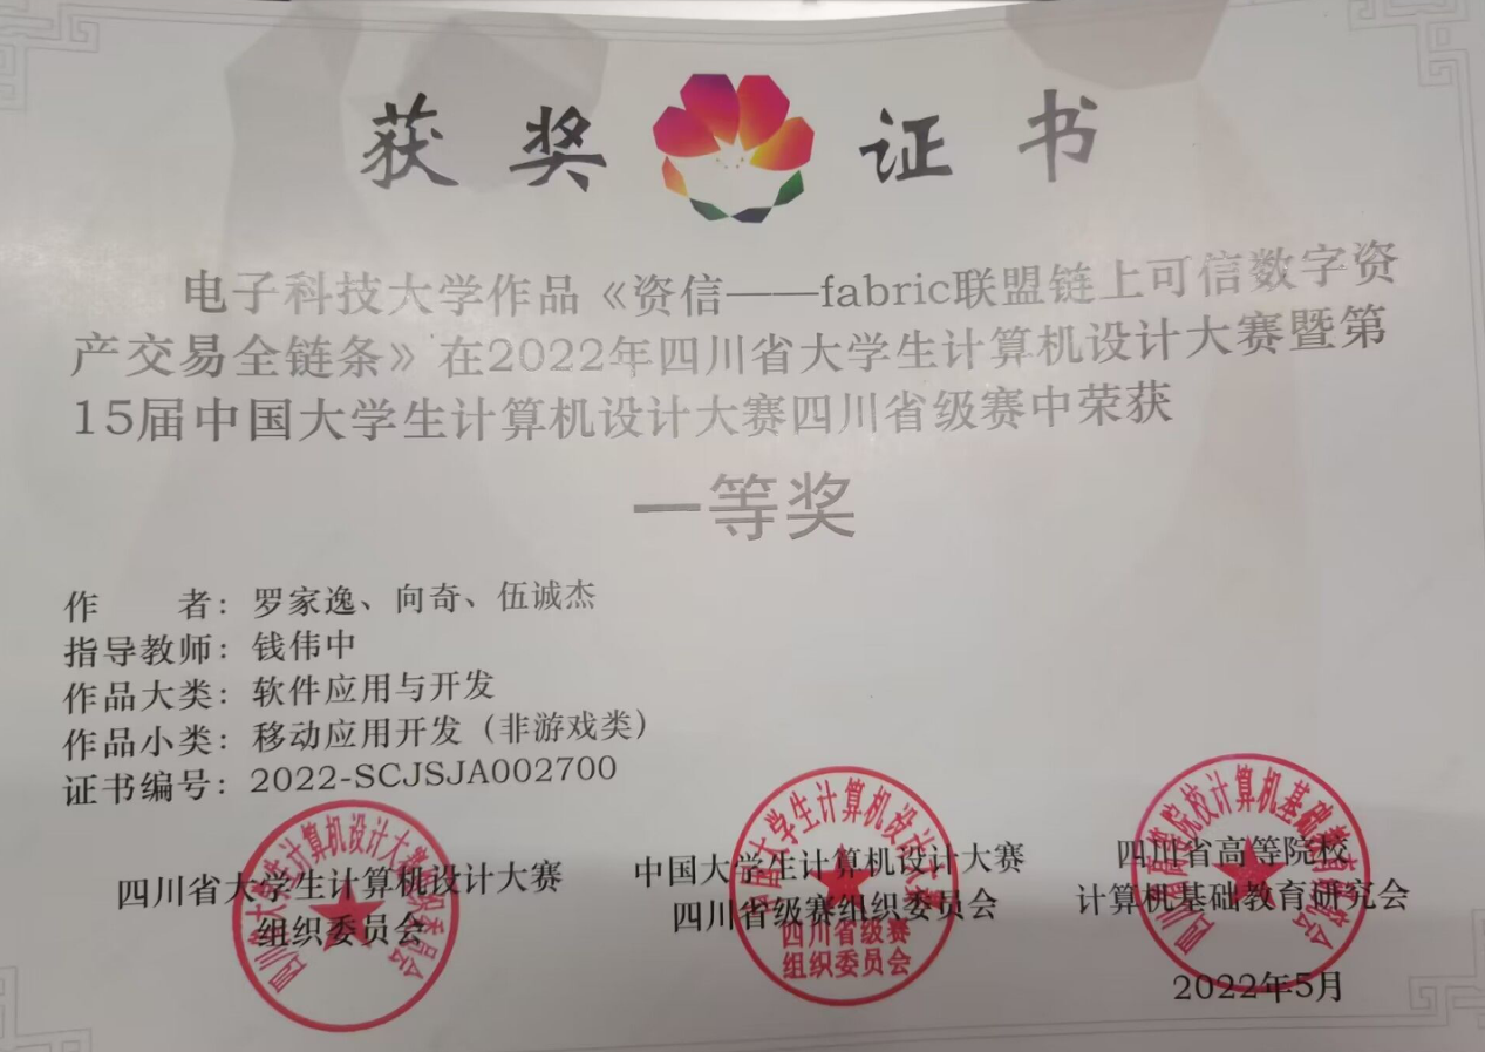 获奖证书
电子科技大学作品《资信——fabric联盟链上可信数字资
产交易全链条》在2022年四川省大学生计算机设计大赛暨第
15届中国大学生计算机设计大赛四川省级赛中荣获
一等奖
作者：罗家逸、向奇、伍诚杰
指导教师：钱伟中
作品大类：软件应用与开发
作品小类：移动应用开发（非游戏类）
证书编号：2022-SCJSJA002700
四川省大学生计算机设计大赛
组织委员会
中国大学生计算机设计大赛
四川省级赛组织委员会
四川省高等院校
计算机基础教育研究会
2022年5月
四川省大学生计算机设计大赛组织委员会
中国大学生计算机设计大赛
四川省级赛
组织委员会
四川省高等院校计算机基础教育研究会